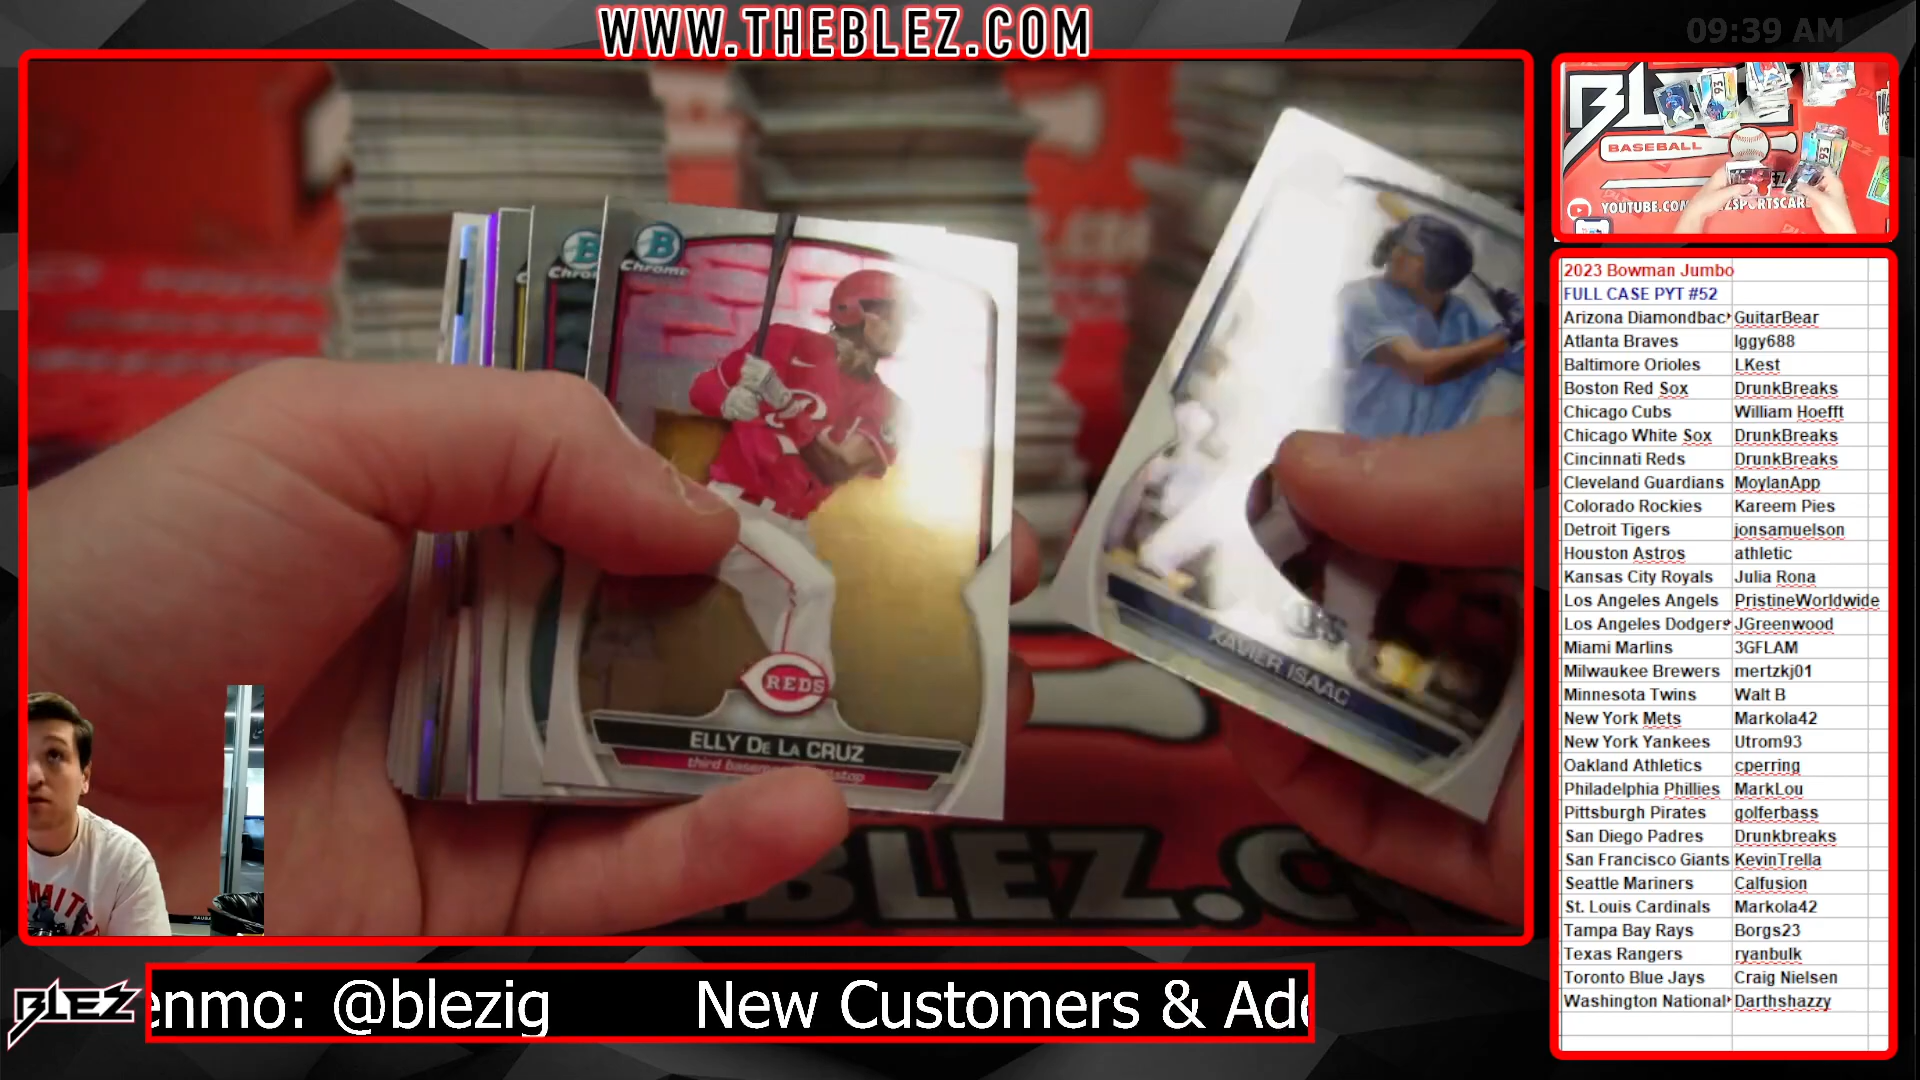 WWW.THEBLEZ.COM
09:39 AM
BASEBALL
YOUTUBE.COM
2023 Bowman Jumbo
FULL CASE PYT #52
Arizona Diamondbac GuitarBear
Atlanta Braves Iggy688
Baltimore Orioles LKest
Boston Red Sox DrunkBreaks
Chicago Cubs William Hoefft
Chicago White Sox DrunkBreaks
Cincinnati Reds DrunkBreaks
Cleveland Guardians MoylanApp
Colorado Rockies Kareem Pies
Detroit Tigers jonsamuelson
Houston Astros athletic
Kansas City Royals Julia Rona
Los Angeles Angels PristineWorldwide
Los Angeles Dodgers JGreenwood
Miami Marlins 3GFLAM
Milwaukee Brewers mertzkj01
Minnesota Twins Walt B
New York Mets Markola42
New York Yankees Utrom93
Oakland Athletics cperring
Philadelphia Phillies MarkLou
Pittsburgh Pirates golferbass
San Diego Padres Drunkbreaks
San Francisco Giants KevinTrella
Seattle Mariners Calfusion
St. Louis Cardinals Markola42
Tampa Bay Rays Borgs23
Texas Rangers ryanbulk
Toronto Blue Jays Craig Nielsen
Washington National Darthshazzy
B
Chrome
REDS
ELLY DE LA CRUZ
XAVIER ISAAC
BLEZ.C
BLEZ
enmo: @blezig New Customers & Ad